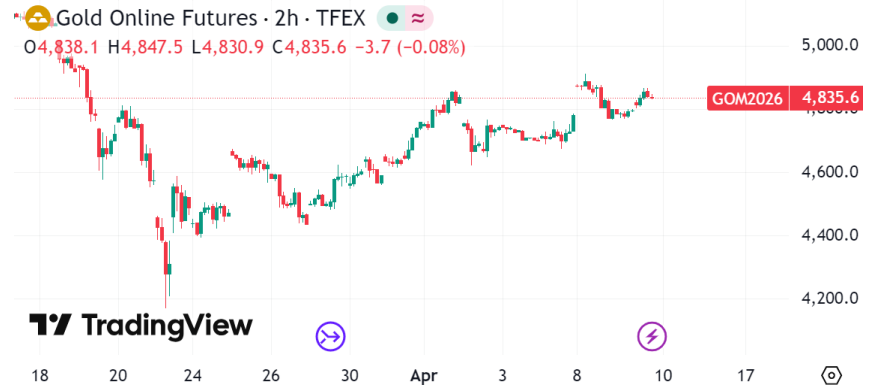 Gold Online Futures · 2h · TFEX
O4,838.1 H4,847.5 L4,830.9 C4,835.6 −3.7 (−0.08%)
5,000.0
GOM2026 4,835.6
4,600.0
4,400.0
4,200.0
TradingView
18 20 24 26 30 Apr 3 8 10 17